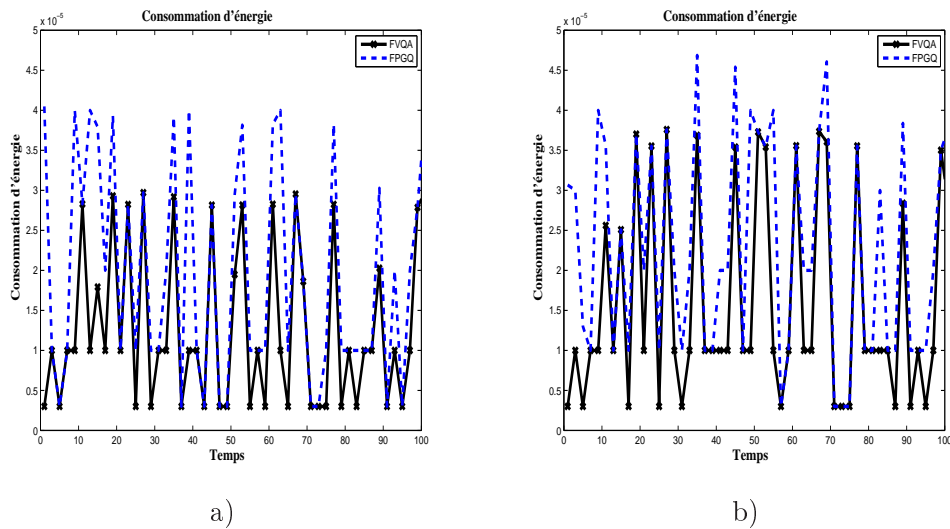 Consommation d'énergie
x 10⁻⁵
5
4.5
4
3.5
3
2.5
2
1.5
1
0.5
0
Consommation d'énergie
FVQA
FPGQ
0 10 20 30 40 50 60 70 80 90 100
Temps
a)
Consommation d'énergie
x 10⁻⁵
5
4.5
4
3.5
3
2.5
2
1.5
1
0.5
0
Consommation d'énergie
FVQA
FPGQ
0 10 20 30 40 50 60 70 80 90 100
Temps
b)